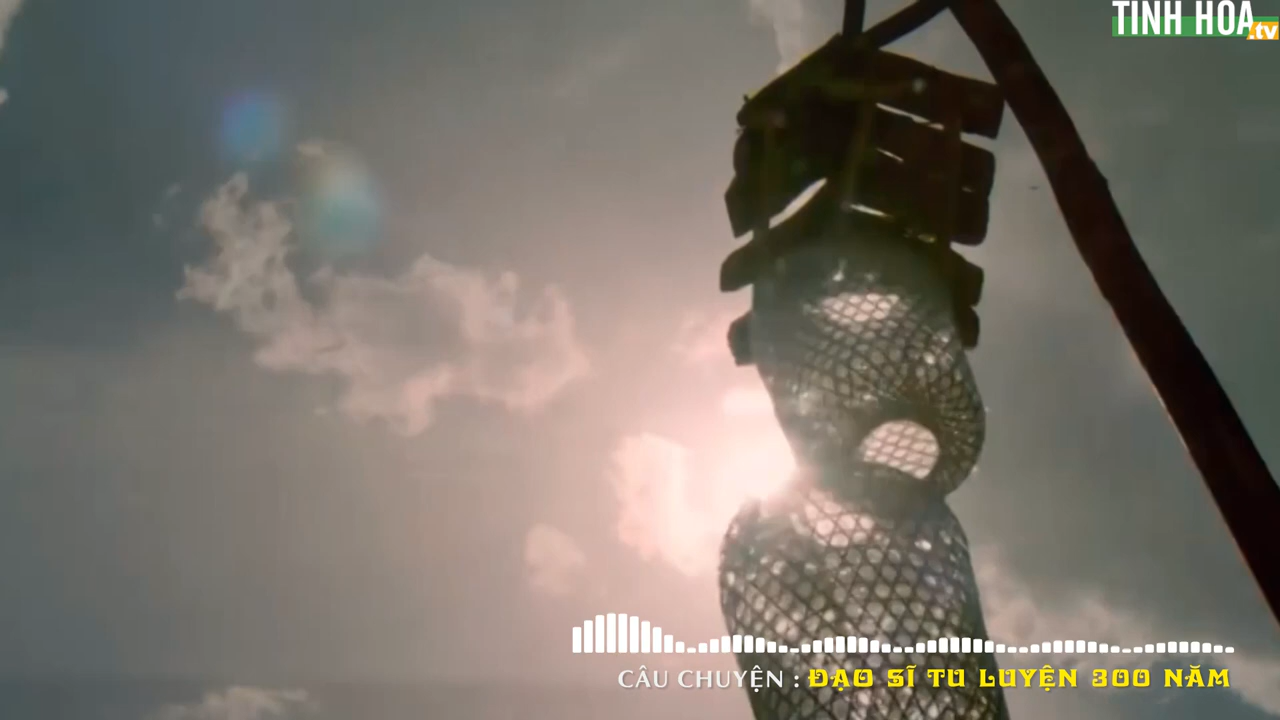 TINH HOA
.tv
CÂU CHUYỆN : ĐẠO SĨ TU LUYỆN 300 NĂM